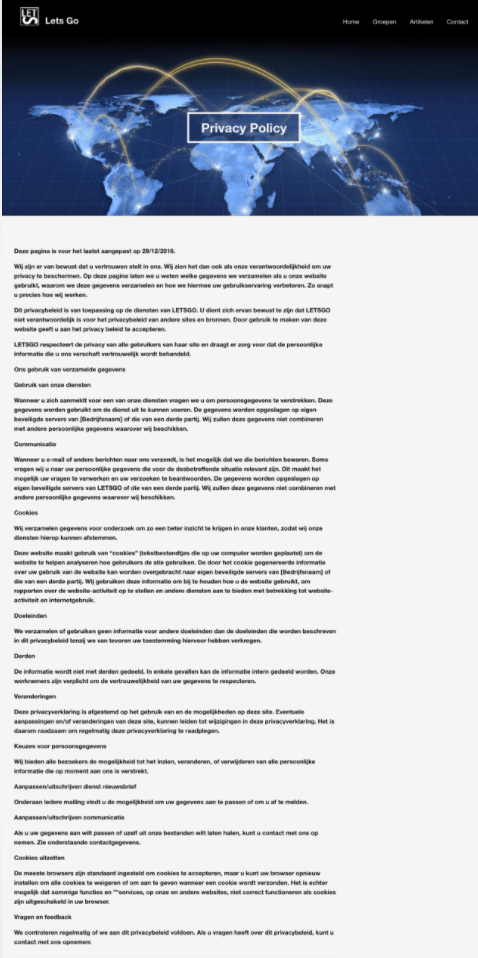 LETS
Lets Go
Home Groepen Artikelen Contact
Privacy Policy
Deze pagina is voor het laatst aangepast op 29/12/2016.
Wij zijn er van bewust dat u vertrouwen stelt in ons. Wij zien het dan ook als onze verantwoordelijkheid om uw
privacy te beschermen. Op deze pagina laten we u weten welke gegevens we verzamelen als u onze website
gebruikt, waarom we deze gegevens verzamelen en hoe we hiermee uw gebruikservaring verbeteren. Zo snapt
u precies hoe wij werken.
Dit privacybeleid is van toepassing op de diensten van LETSGO. U dient zich ervan bewust te zijn dat LETSGO
niet verantwoordelijk is voor het privacybeleid van andere sites en bronnen. Door gebruik te maken van deze
website geeft u aan het privacy beleid te accepteren.
LETSGO respecteert de privacy van alle gebruikers van haar site en draagt er zorg voor dat de persoonlijke
informatie die u ons verschaft vertrouwelijk wordt behandeld.
Ons gebruik van verzamelde gegevens
Gebruik van onze diensten
Wanneer u zich aanmeldt voor een van onze diensten vragen we u om persoonsgegevens te verstrekken. Deze
gegevens worden gebruikt om de dienst uit te kunnen voeren. De gegevens worden opgeslagen op eigen
beveiligde servers van [Bedrijfsnaam] of die van een derde partij. Wij zullen deze gegevens niet combineren
met andere persoonlijke gegevens waarover wij beschikken.
Communicatie
Wanneer u e-mail of andere berichten naar ons verzendt, is het mogelijk dat we die berichten bewaren. Soms
vragen wij u naar uw persoonlijke gegevens die voor de desbetreffende situatie relevant zijn. Dit maakt het
mogelijk uw vragen te verwerken en uw verzoeken te beantwoorden. De gegevens worden opgeslagen op
eigen beveiligde servers van LETSGO of die van een derde partij. Wij zullen deze gegevens niet combineren met
andere persoonlijke gegevens waarover wij beschikken.
Cookies
Wij verzamelen gegevens voor onderzoek om zo een beter inzicht te krijgen in onze klanten, zodat wij onze
diensten hierop kunnen afstemmen.
Deze website maakt gebruik van “cookies” (tekstbestandtjes die op uw computer worden geplaatst) om de
website te helpen analyseren hoe gebruikers de site gebruiken. De door het cookie gegenereerde informatie
over uw gebruik van de website kan worden overgebracht naar eigen beveiligde servers van [Bedrijfsnaam] of
die van een derde partij. Wij gebruiken deze informatie om bij te houden hoe u de website gebruikt, om
rapporten over de website-activiteit op te stellen en andere diensten aan te bieden met betrekking tot website-
activiteit en internetgebruik.
Doeleinden
We verzamelen of gebruiken geen informatie voor andere doeleinden dan de doeleinden die worden beschreven
in dit privacybeleid tenzij we van tevoren uw toestemming hiervoor hebben verkregen.
Derden
De informatie wordt niet met derden gedeeld. In enkele gevallen kan de informatie intern gedeeld worden. Onze
werknemers zijn verplicht om de vertrouwelijkheid van uw gegevens te respecteren.
Veranderingen
Deze privacyverklaring is afgestemd op het gebruik van en de mogelijkheden op deze site. Eventuele
aanpassingen en/of veranderingen van deze site, kunnen leiden tot wijzigingen in deze privacyverklaring. Het is
daarom raadzaam om regelmatig deze privacyverklaring te raadplegen.
Keuzes voor persoonsgegevens
Wij bieden alle bezoekers de mogelijkheid tot het inzien, veranderen, of verwijderen van alle persoonlijke
informatie die op moment aan ons is verstrekt.
Aanpassen/uitschrijven dienst nieuwsbrief
Onderaan iedere mailing vindt u de mogelijkheid om uw gegevens aan te passen of om u af te melden.
Aanpassen/uitschrijven communicatie
Als u uw gegevens aan wilt passen of uzelf uit onze bestanden wilt laten halen, kunt u contact met ons op
nemen. Zie onderstaande contactgegevens.
Cookies uitzetten
De meeste browsers zijn standaard ingesteld om cookies te accepteren, maar u kunt uw browser opnieuw
instellen om alle cookies te weigeren of om aan te geven wanneer een cookie wordt verzonden. Het is echter
mogelijk dat sommige functies en ""services, op onze en andere websites, niet correct functioneren als cookies
zijn uitgeschakeld in uw browser.
Vragen en feedback
We controleren regelmatig of we aan dit privacybeleid voldoen. Als u vragen heeft over dit privacybeleid, kunt u
contact met ons opnemen: